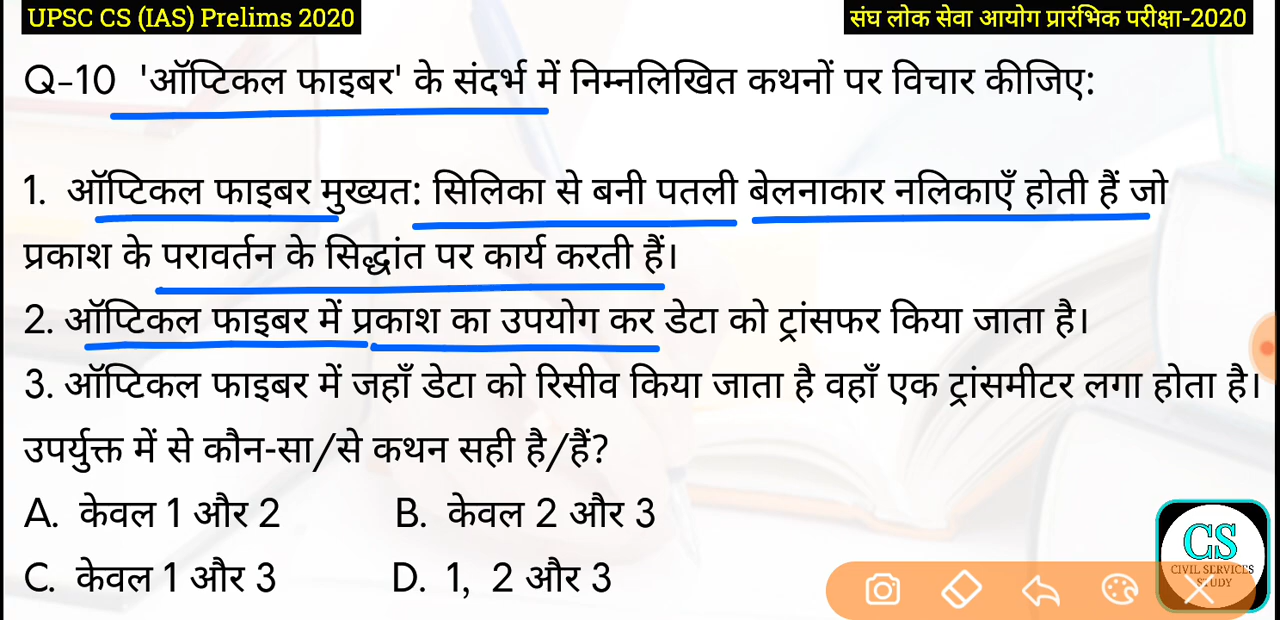 UPSC CS (IAS) Prelims 2020
संघ लोक सेवा आयोग प्रारंभिक परीक्षा-2020
Q-10 'ऑप्टिकल फाइबर' के संदर्भ में निम्नलिखित कथनों पर विचार कीजिए:
1. ऑप्टिकल फाइबर मुख्यत: सिलिका से बनी पतली बेलनाकार नलिकाएँ होती हैं जो
प्रकाश के परावर्तन के सिद्धांत पर कार्य करती हैं।
2. ऑप्टिकल फाइबर में प्रकाश का उपयोग कर डेटा को ट्रांसफर किया जाता है।
3. ऑप्टिकल फाइबर में जहाँ डेटा को रिसीव किया जाता है वहाँ एक ट्रांसमीटर लगा होता है।
उपर्युक्त में से कौन-सा/से कथन सही है/हैं?
A. केवल 1 और 2 B. केवल 2 और 3
C. केवल 1 और 3 D. 1, 2 और 3
CS
CIVIL SERVICES
STUDY